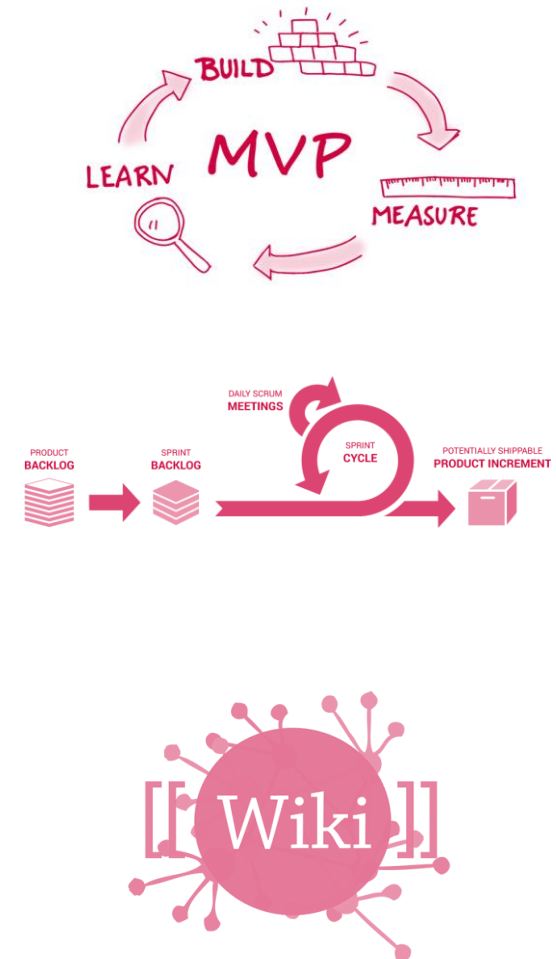 BUILD
MVP
LEARN
MEASURE
DAILY SCRUM
MEETINGS
SPRINT
CYCLE
PRODUCT
BACKLOG
SPRINT
BACKLOG
POTENTIALLY SHIPPABLE
PRODUCT INCREMENT
[[Wiki]]